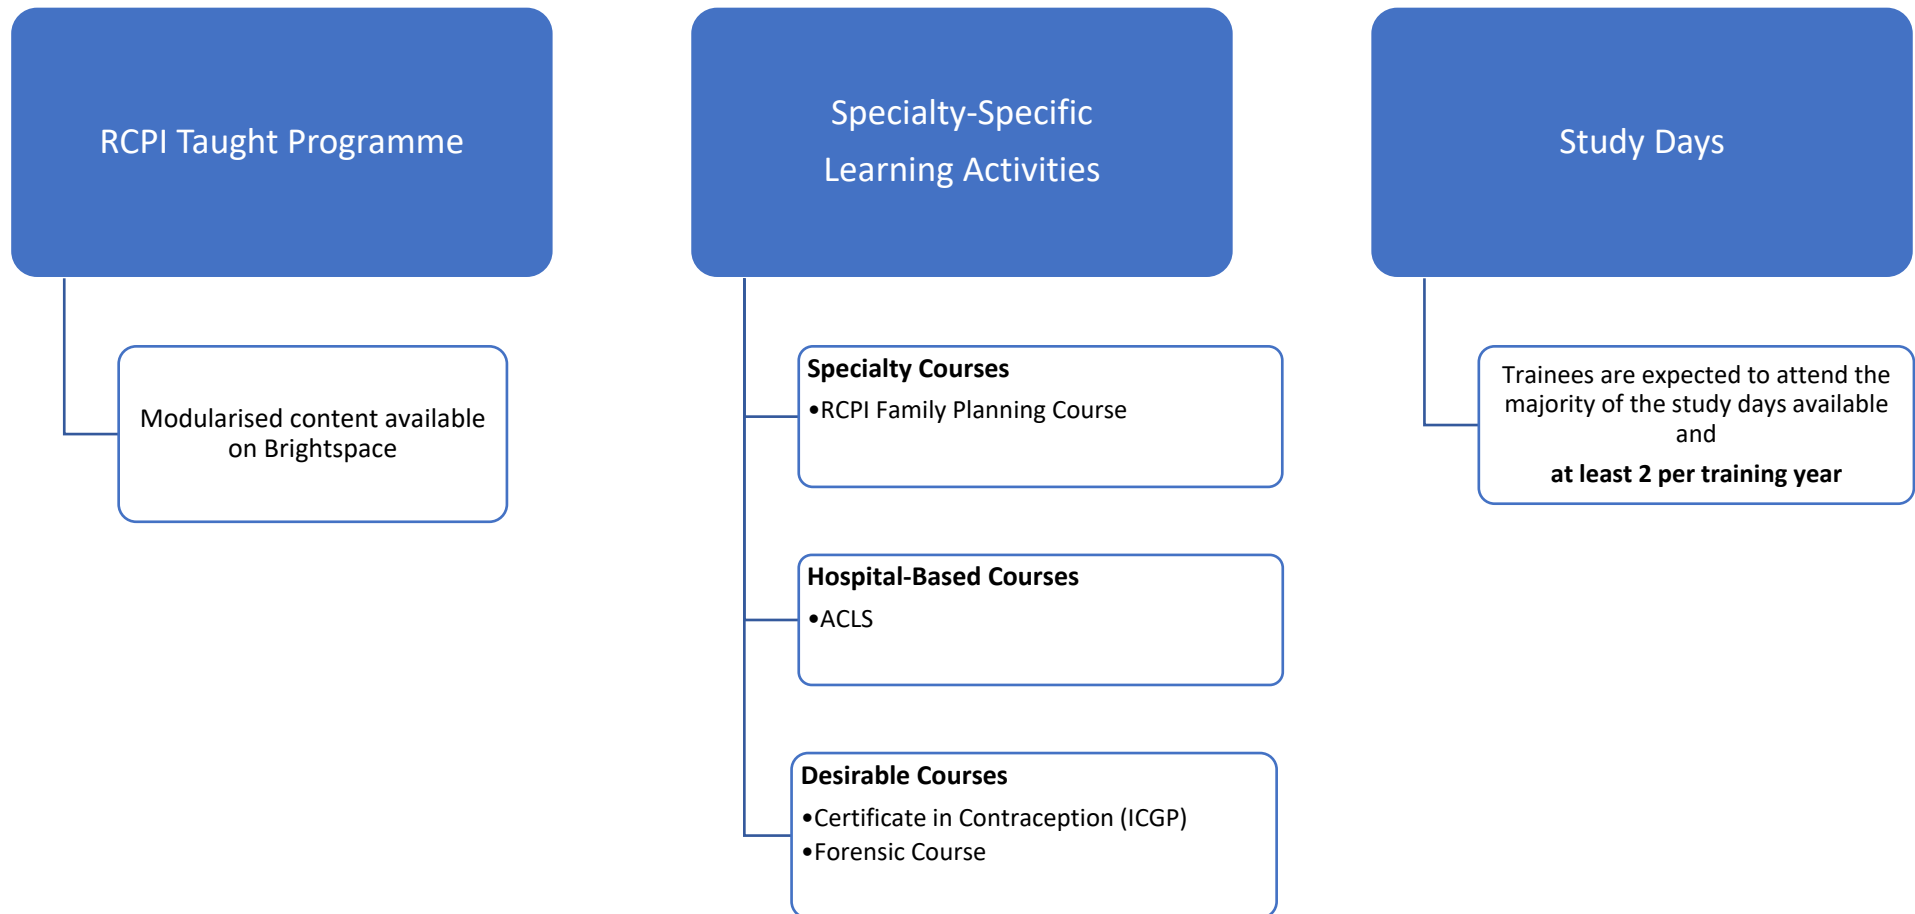 RCPI Taught Programme
Modularised content available
on Brightspace
Specialty-Specific
Learning Activities
Specialty Courses
•RCPI Family Planning Course
Hospital-Based Courses
•ACLS
Desirable Courses
•Certificate in Contraception (ICGP)
•Forensic Course
Study Days
Trainees are expected to attend the
majority of the study days available
and
at least 2 per training year